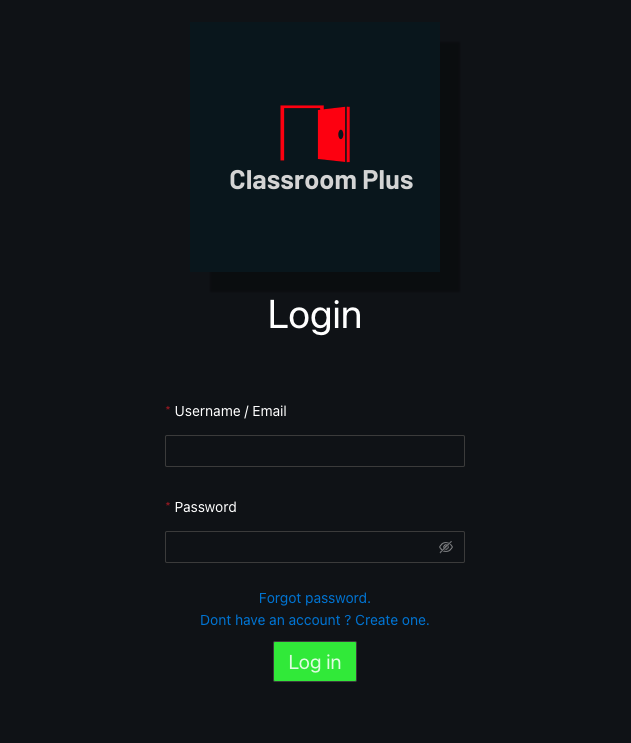 Classroom Plus
Login
* Username / Email
* Password
Forgot password.
Dont have an account ? Create one.
Log in